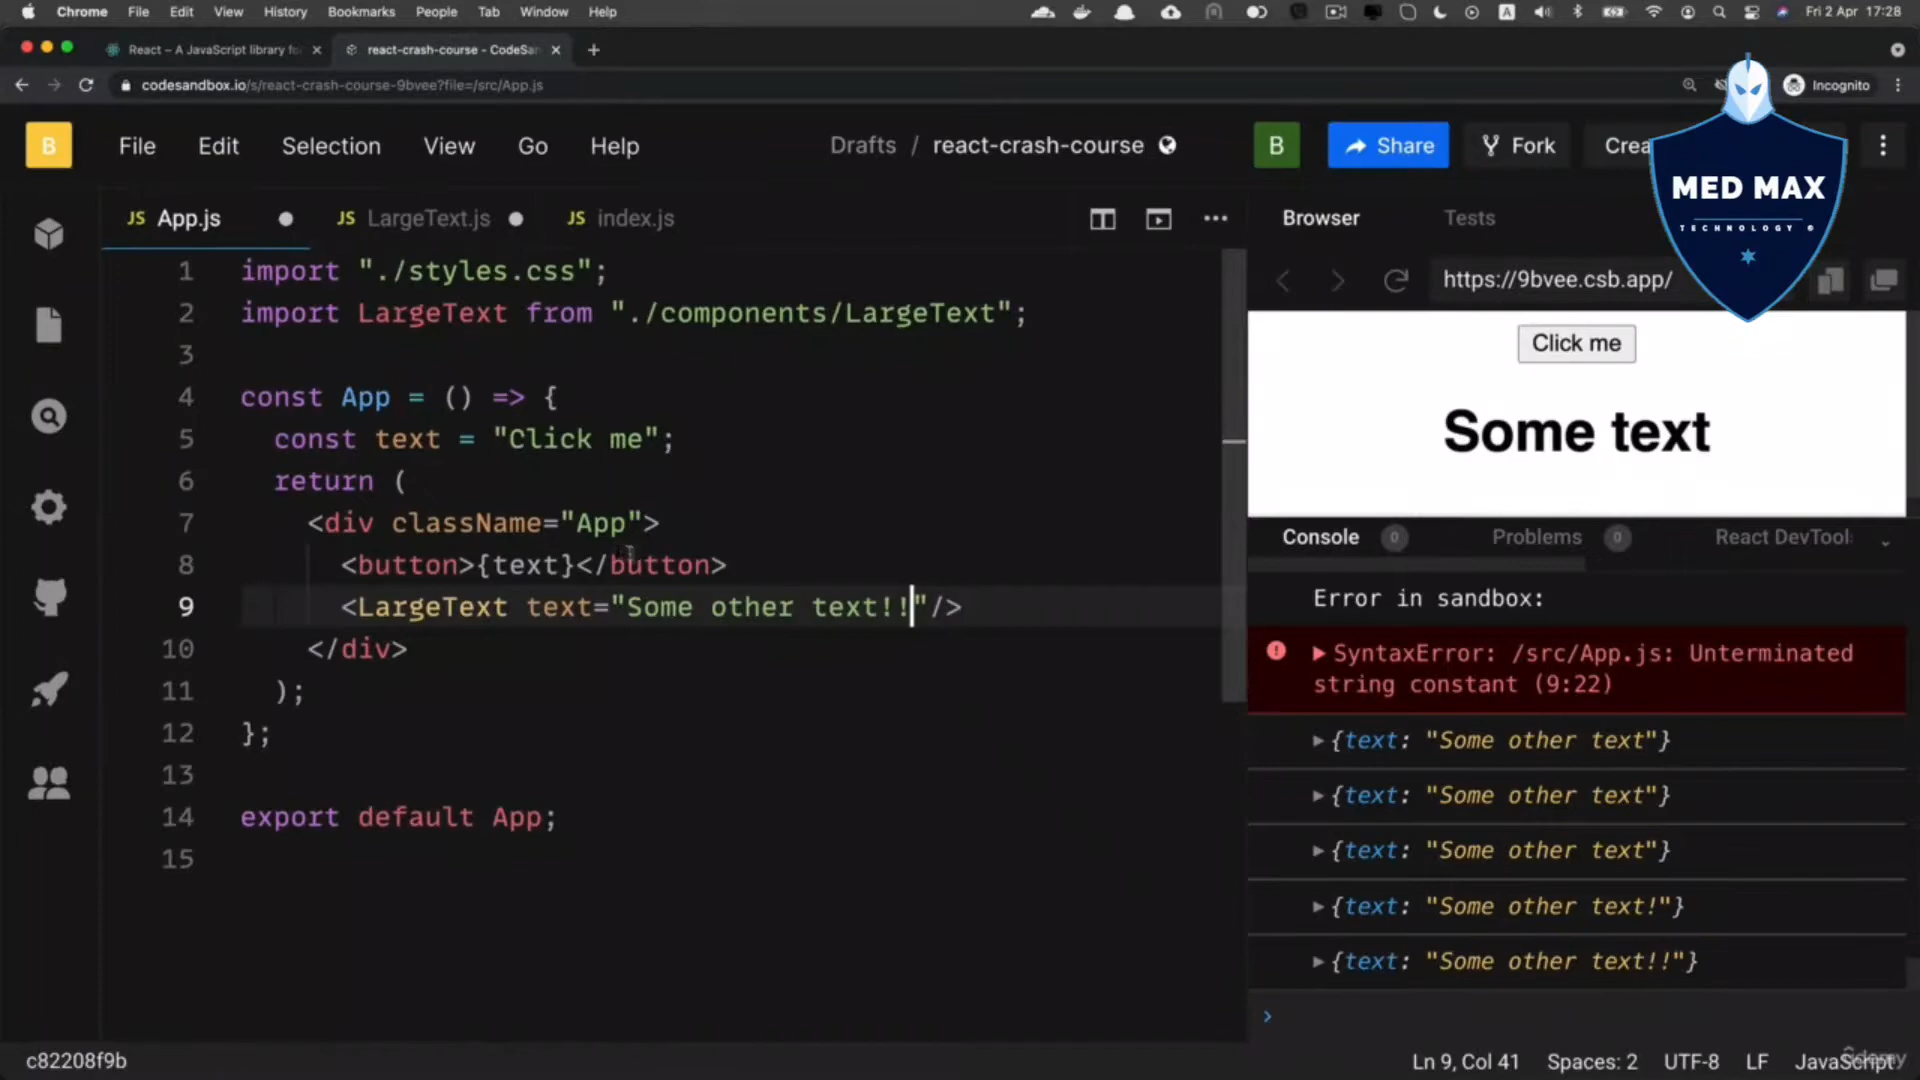 Chrome File Edit View History Bookmarks People Tab Window Help
A
Fri 2 Apr 17:28
React – A JavaScript library fo
react-crash-course - CodeSan
codesandbox.io/s/react-crash-course-9bvee?file=/src/App.js
Incognito
B
File Edit Selection View Go Help
Drafts / react-crash-course
B
Share
Fork
Crea
MED MAX
TECHNOLOGY ®
JS App.js
JS LargeText.js
JS index.js
Browser
Tests
https://9bvee.csb.app/
1 import "./styles.css";
2 import LargeText from "./components/LargeText";
3
4 const App = () => {
5 const text = "Click me";
6 return (
7 <div className="App">
8 <button>{text}</button>
9 <LargeText text="Some other text!!"/>
10 </div>
11 );
12 };
13
14 export default App;
15
Click me
Some text
Console 0
Problems 0
React DevTool
Error in sandbox:
SyntaxError: /src/App.js: Unterminated
string constant (9:22)
{text: "Some other text"}
{text: "Some other text"}
{text: "Some other text"}
{text: "Some other text!"}
{text: "Some other text!!"}
c82208f9b
Ln 9, Col 41 Spaces: 2 UTF-8 LF JavaScript
ûdemy